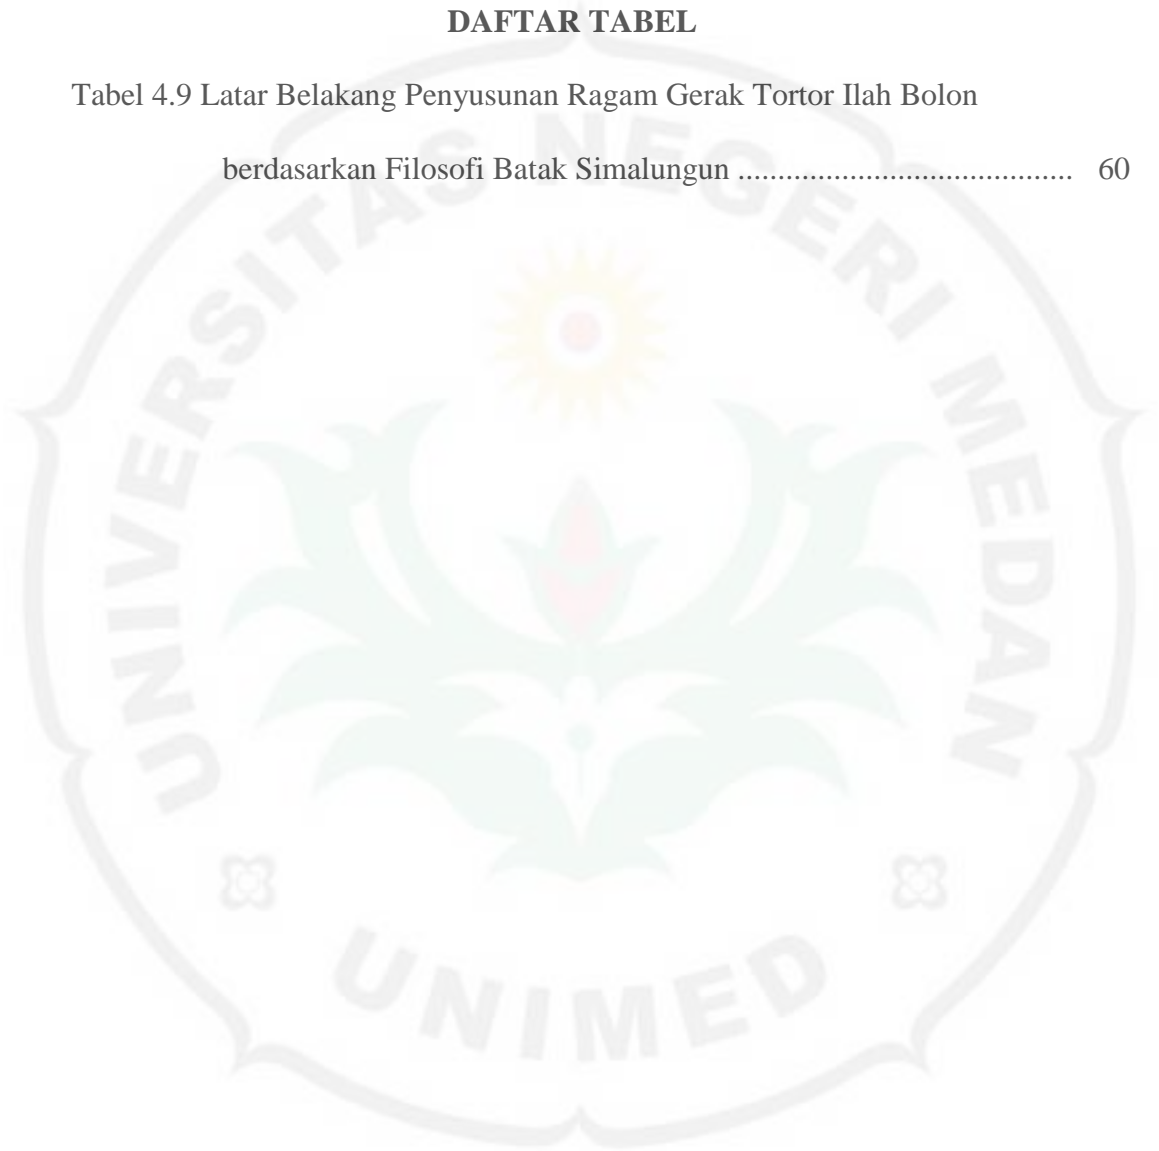 DAFTAR TABEL
Tabel 4.9 Latar Belakang Penyusunan Ragam Gerak Tortor Ilah Bolon
berdasarkan Filosofi Batak Simalungun ......................................... 60
UNIVERSITAS NEGERI MEDAN
UNIMED